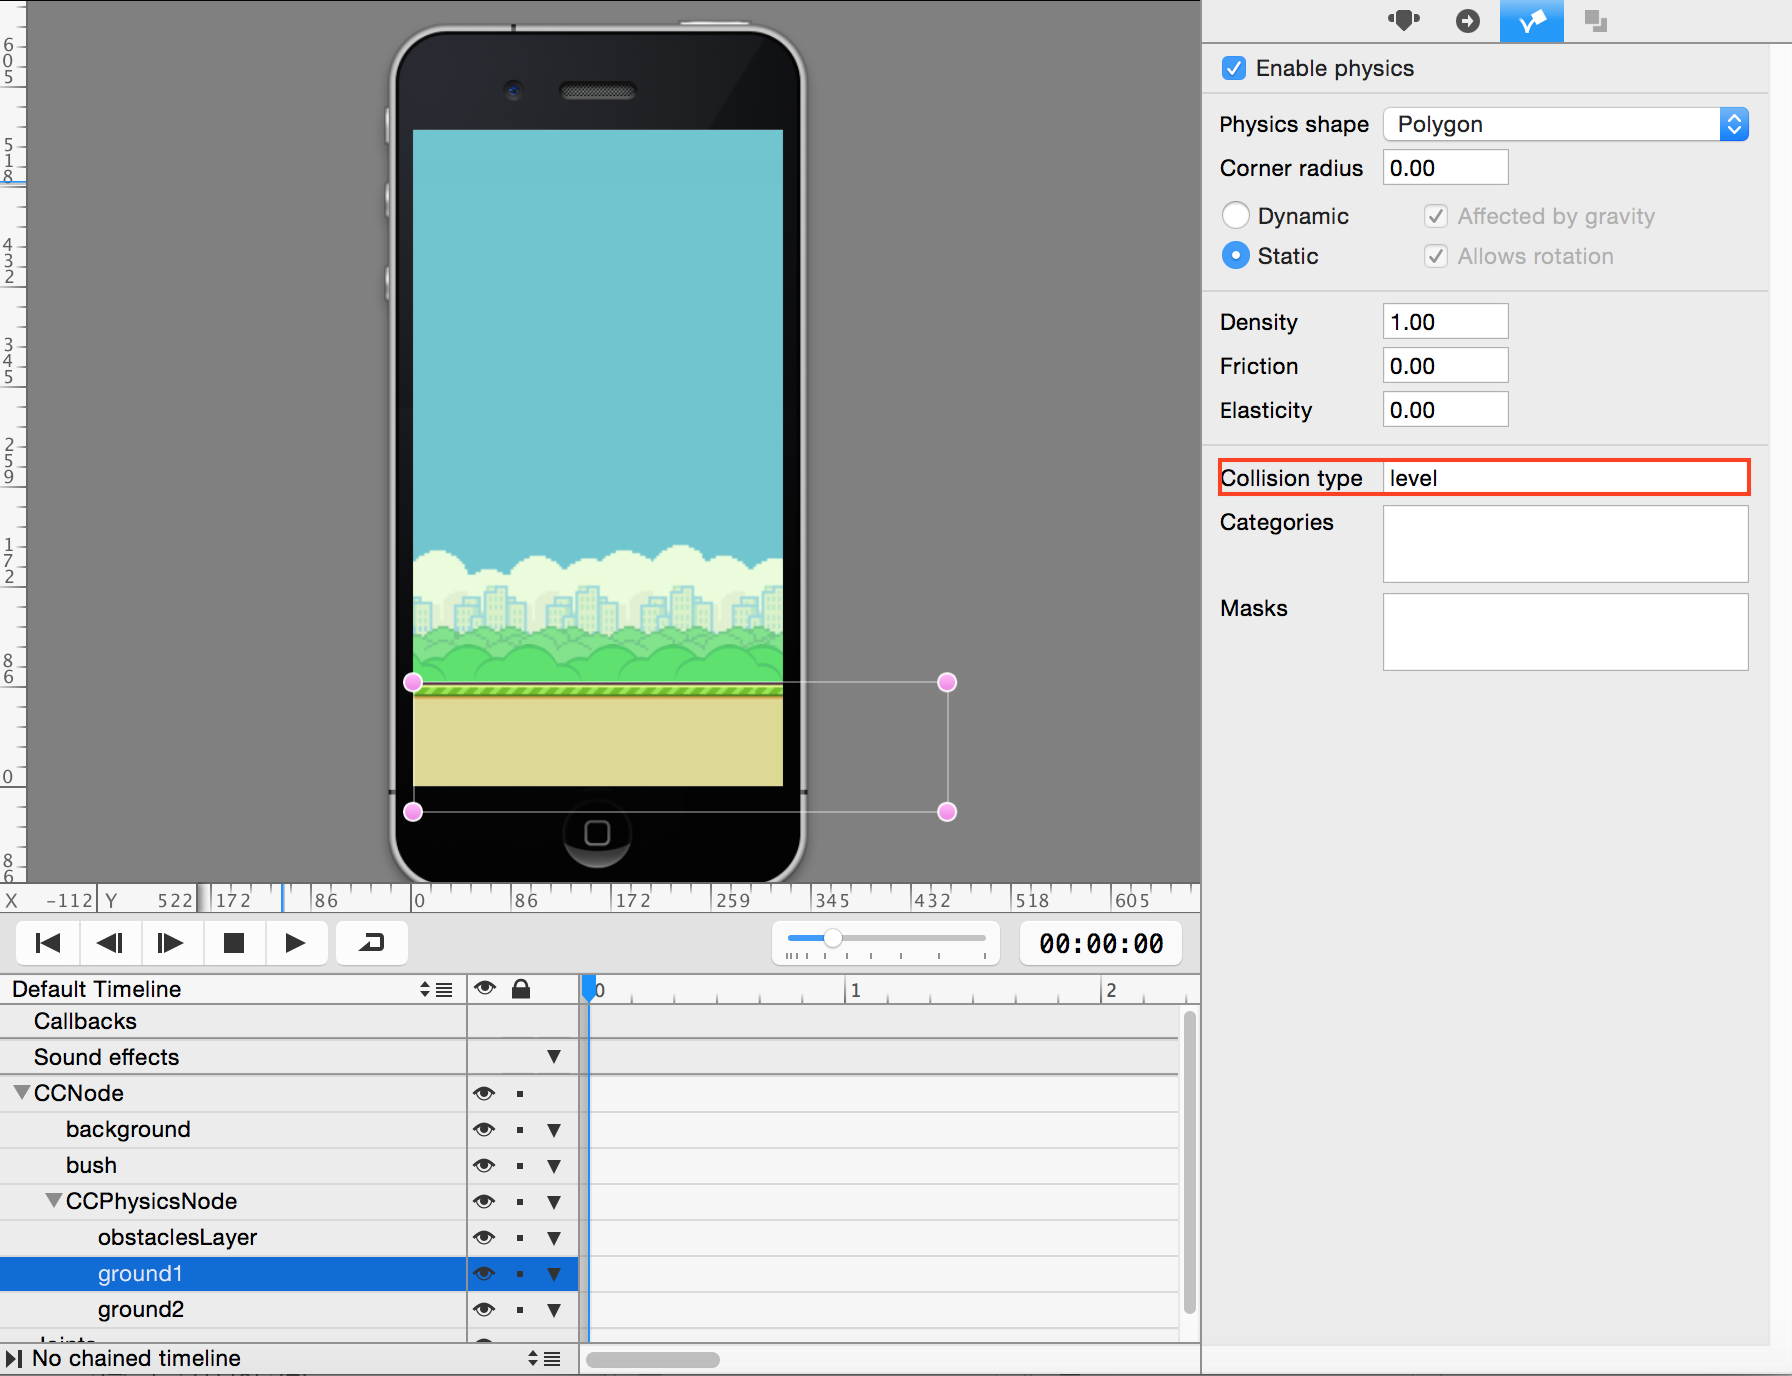 Enable physics
Physics shape Polygon
Corner radius 0.00
Dynamic Affected by gravity
Static Allows rotation
Density 1.00
Friction 0.00
Elasticity 0.00
Collision type level
Categories
Masks
605
518
432
345
259
172
86
0
86
X -112 Y 522 172 86 0 86 172 259 345 432 518 605
00:00:00
Default Timeline 0 1 2
Callbacks
Sound effects
CCNode
background
bush
CCPhysicsNode
obstaclesLayer
ground1
ground2
Joints
No chained timeline